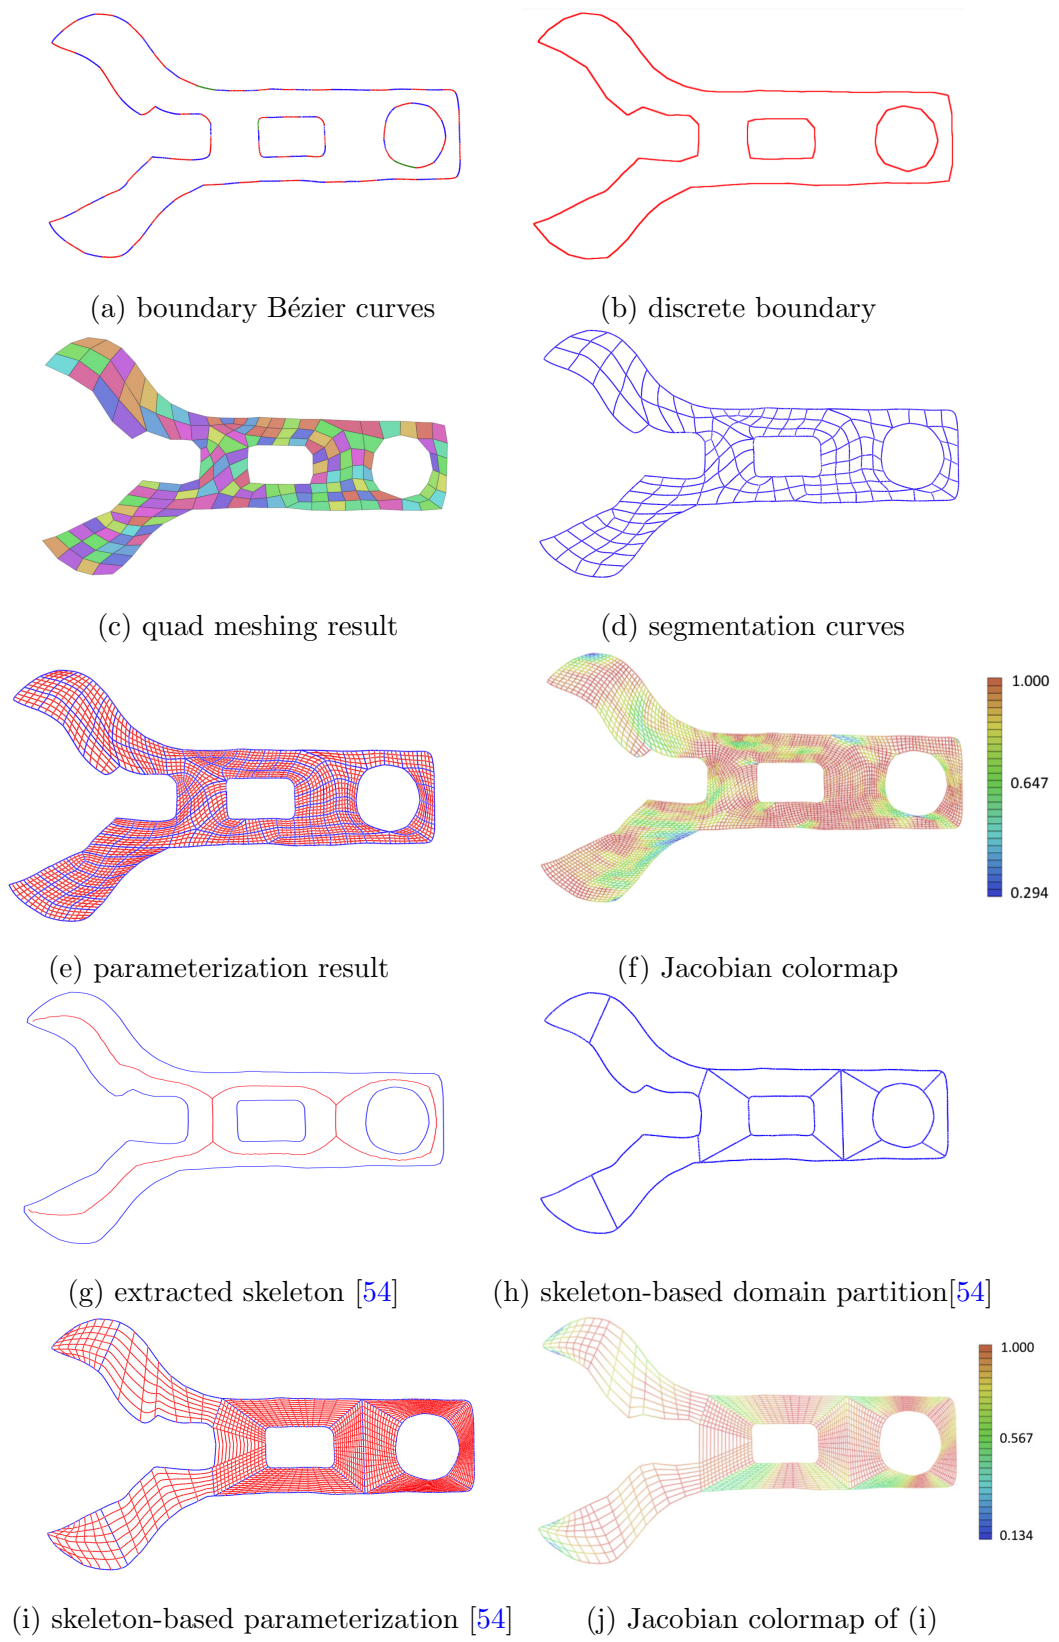 (a) boundary Bézier curves
(b) discrete boundary
(c) quad meshing result
(d) segmentation curves
1.000
0.647
0.294
(e) parameterization result
(f) Jacobian colormap
(g) extracted skeleton [54]
(h) skeleton-based domain partition[54]
1.000
0.567
0.134
(i) skeleton-based parameterization [54]
(j) Jacobian colormap of (i)